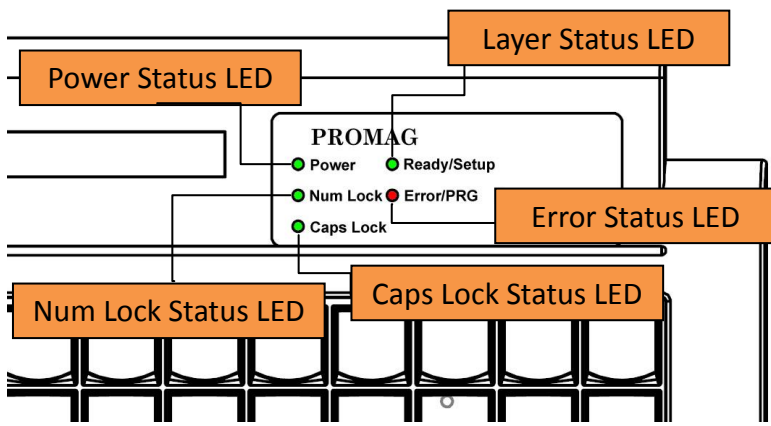 Layer Status LED
Power Status LED
PROMAG
Power
Ready/Setup
Num Lock
Error/PRG
Error Status LED
Caps Lock
Caps Lock Status LED
Num Lock Status LED